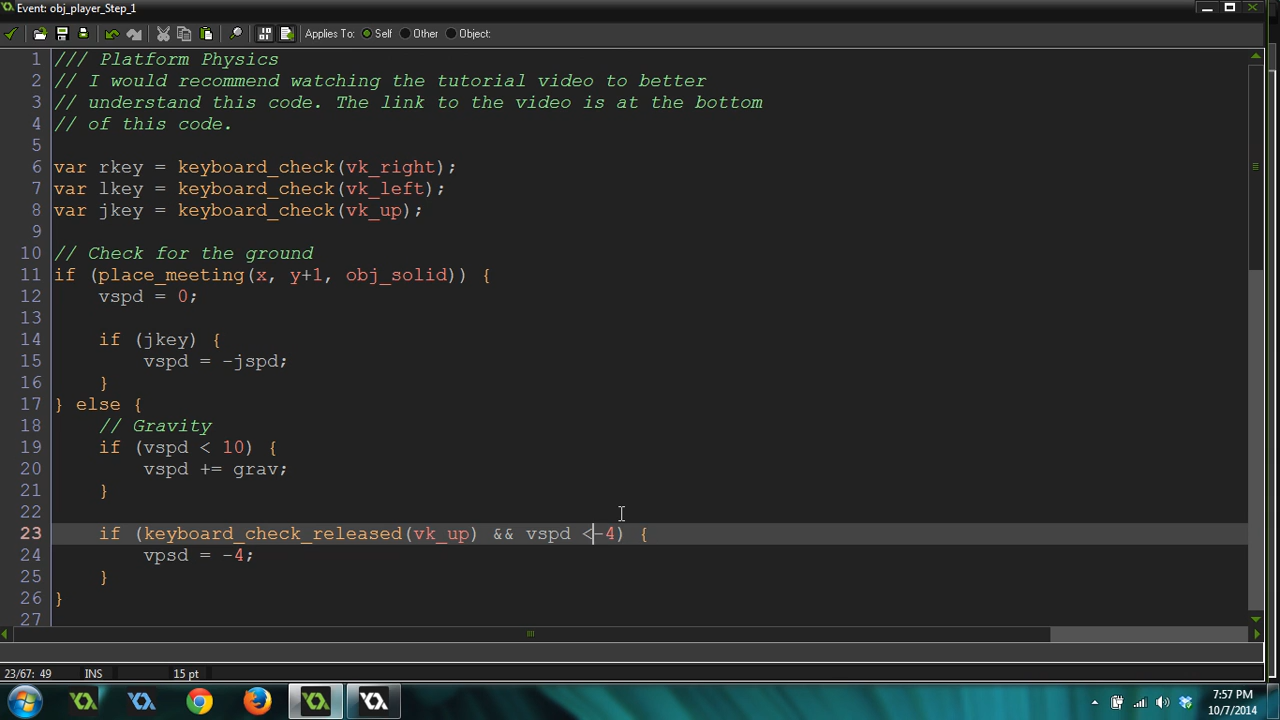 Event: obj_player_Step_1
Applies To: Self Other Object:
1 /// Platform Physics
2 // I would recommend watching the tutorial video to better
3 // understand this code. The link to the video is at the bottom
4 // of this code.
5
6 var rkey = keyboard_check(vk_right);
7 var lkey = keyboard_check(vk_left);
8 var jkey = keyboard_check(vk_up);
9
10 // Check for the ground
11 if (place_meeting(x, y+1, obj_solid)) {
12 vspd = 0;
13
14 if (jkey) {
15 vspd = -jspd;
16 }
17 } else {
18 // Gravity
19 if (vspd < 10) {
20 vspd += grav;
21 }
22
23 if (keyboard_check_released(vk_up) && vspd <-4) {
24 vpsd = -4;
25 }
26 }
27
23/67: 49 INS 15 pt
7:57 PM
10/7/2014